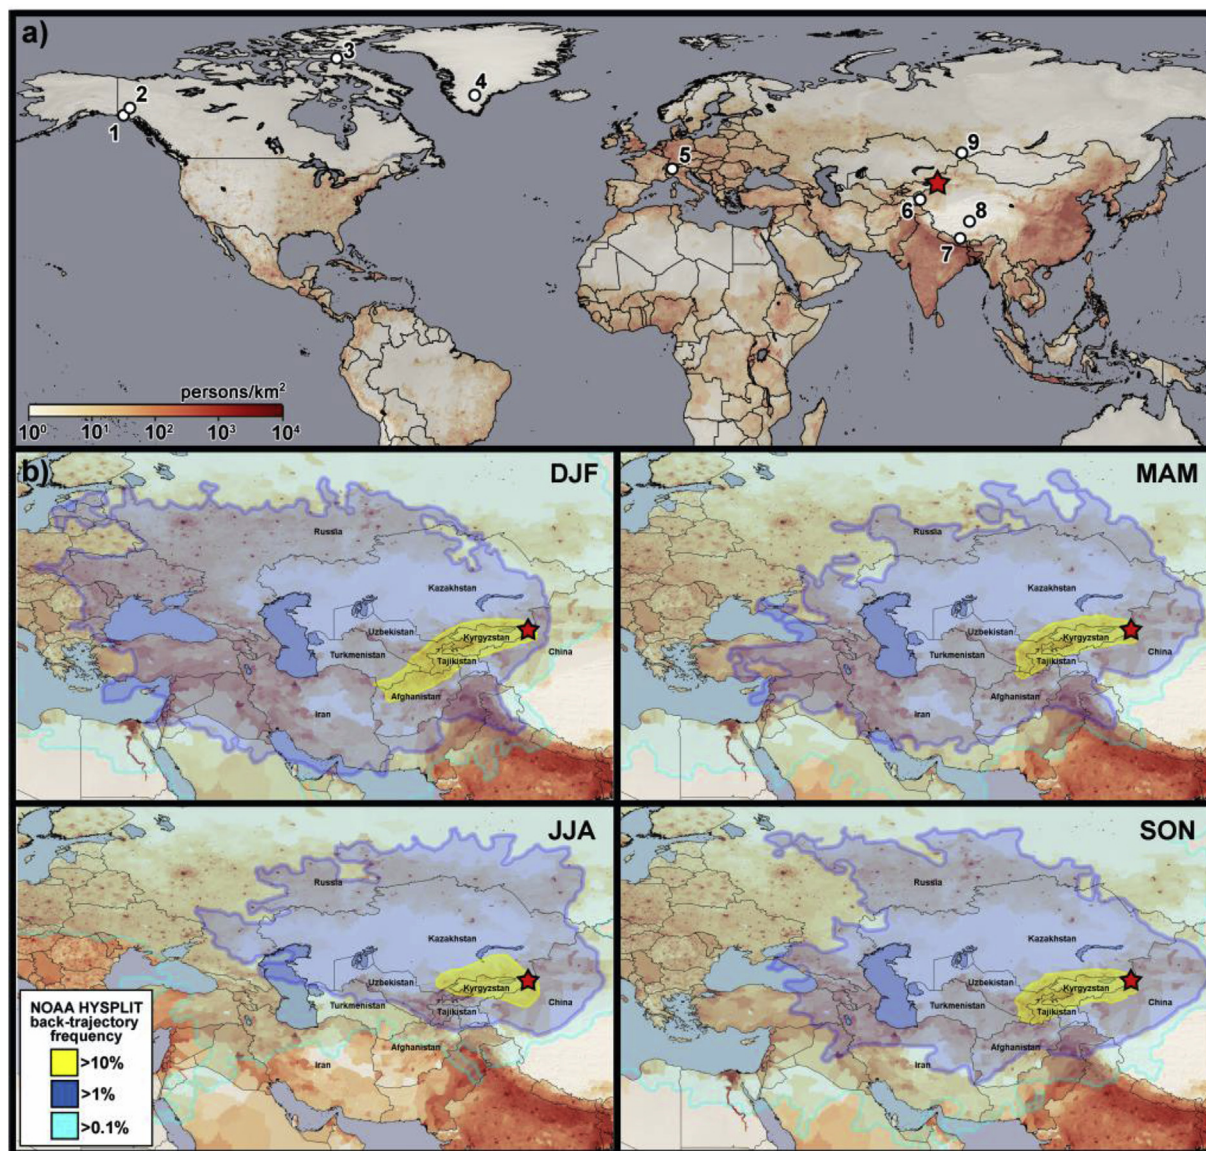 a)
3
2
4
1
5
9
6
8
7
persons/km²
10⁰ 10¹ 10² 10³ 10⁴
b)
DJF
Russia
Kazakhstan
Uzbekistan
Kyrgyzstan
Turkmenistan
Tajikistan
China
Afghanistan
Iran
MAM
Russia
Kazakhstan
Uzbekistan
Kyrgyzstan
Turkmenistan
Tajikistan
China
Afghanistan
Iran
JJA
Russia
Kazakhstan
Uzbekistan
Kyrgyzstan
Turkmenistan
Tajikistan
China
Afghanistan
Iran
NOAA HYSPLIT
back-trajectory
frequency
>10%
>1%
>0.1%
SON
Russia
Kazakhstan
Uzbekistan
Kyrgyzstan
Turkmenistan
Tajikistan
China
Afghanistan
Iran